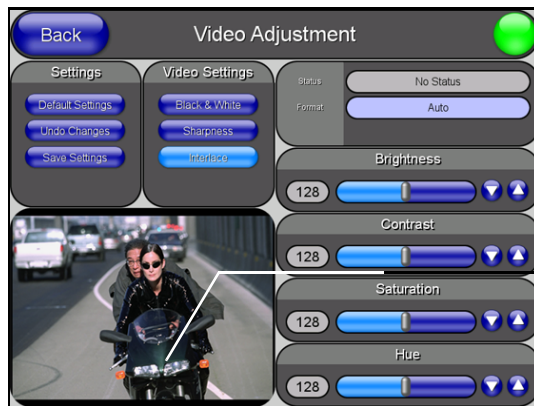 Back
Video Adjustment
Settings
Default Settings
Undo Changes
Save Settings
Video Settings
Black & White
Sharpness
Interlace
Status
No Status
Format
Auto
Brightness
128
Contrast
128
Saturation
128
Hue
128